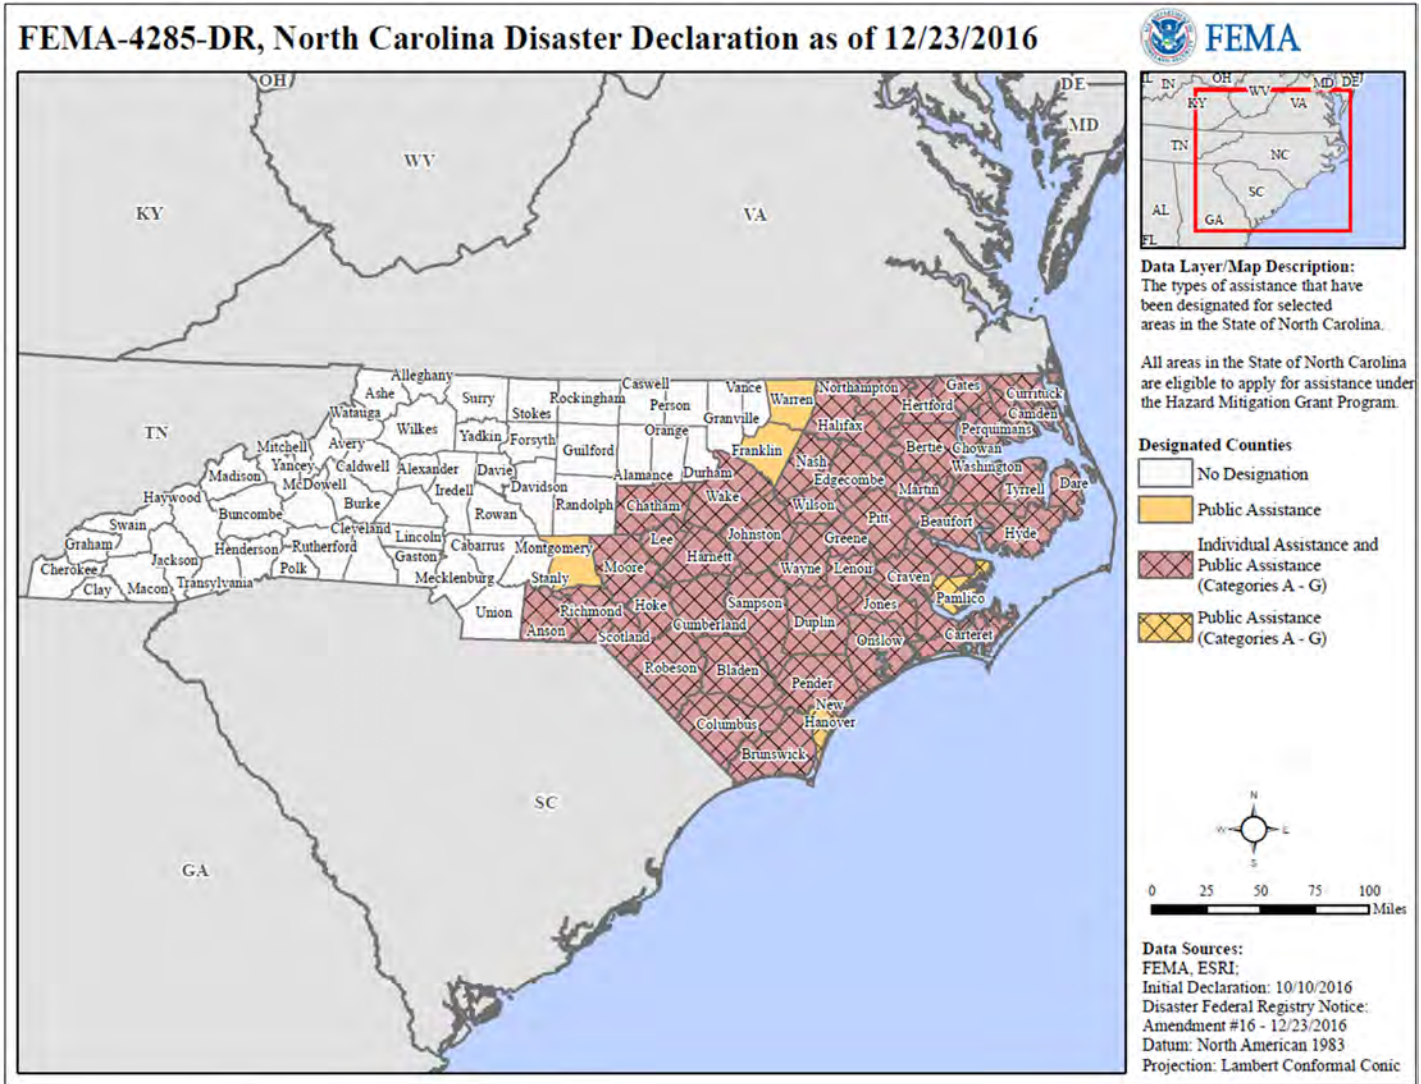 FEMA-4285-DR, North Carolina Disaster Declaration as of 12/23/2016
FEMA
OH
DE
MD
WV
KY
VA
TN
SC
GA
Alleghany
Ashe
Surry
Stokes
Rockingham
Caswell
Person
Vance
Granville
Warren
Northampton
Gates
Currituck
Camden
Hertford
Perquimans
Halifax
Watauga
Wilkes
Yadkin
Forsyth
Guilford
Orange
Franklin
Bertie
Chowan
Mitchell
Avery
Yancey
Caldwell
Alexander
Davie
Alamance
Durham
Nash
Edgecombe
Washington
Madison
McDowell
Iredell
Davidson
Martin
Tyrrell
Dare
Haywood
Burke
Randolph
Chatham
Wake
Wilson
Buncombe
Rowan
Pitt
Beaufort
Hyde
Swain
Cleveland
Lincoln
Lee
Johnston
Greene
Graham
Jackson
Henderson
Rutherford
Gaston
Cabarrus
Montgomery
Harnett
Cherokee
Polk
Mecklenburg
Stanly
Moore
Wayne
Lenoir
Craven
Clay
Macon
Transylvania
Pamlico
Union
Anson
Richmond
Hoke
Cumberland
Sampson
Jones
Scotland
Duplin
Onslow
Carteret
Robeson
Bladen
Pender
New
Hanover
Columbus
Brunswick
IN
OH
MD
DE
KY
WV
VA
TN
NC
SC
AL
GA
FL
Data Layer/Map Description:
The types of assistance that have
been designated for selected
areas in the State of North Carolina.
All areas in the State of North Carolina
are eligible to apply for assistance under
the Hazard Mitigation Grant Program.
Designated Counties
No Designation
Public Assistance
Individual Assistance and
Public Assistance
(Categories A - G)
Public Assistance
(Categories A - G)
N
W
E
S
0 25 50 75 100
Miles
Data Sources:
FEMA, ESRI;
Initial Declaration: 10/10/2016
Disaster Federal Registry Notice:
Amendment #16 - 12/23/2016
Datum: North American 1983
Projection: Lambert Conformal Conic